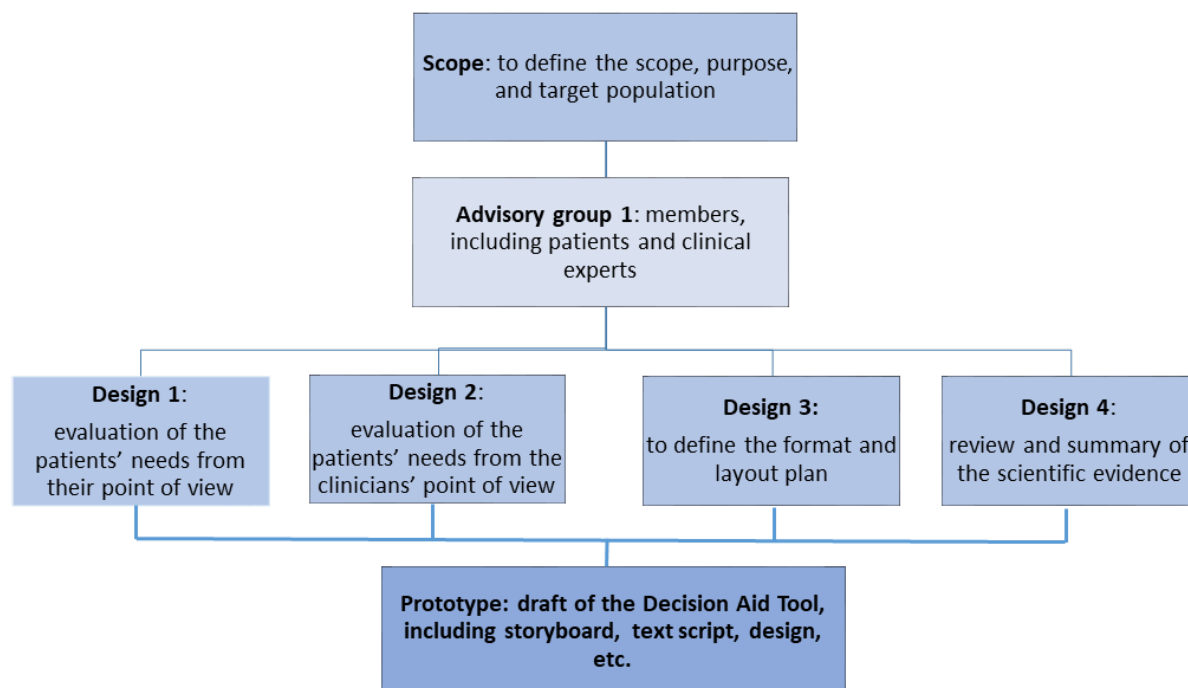 Scope: to define the scope, purpose,
and target population
Advisory group 1: members,
including patients and clinical
experts
Design 1:
evaluation of the
patients’ needs from
their point of view
Design 2:
evaluation of the
patients’ needs from the
clinicians’ point of view
Design 3:
to define the format and
layout plan
Design 4:
review and summary of
the scientific evidence
Prototype: draft of the Decision Aid Tool,
including storyboard, text script, design,
etc.